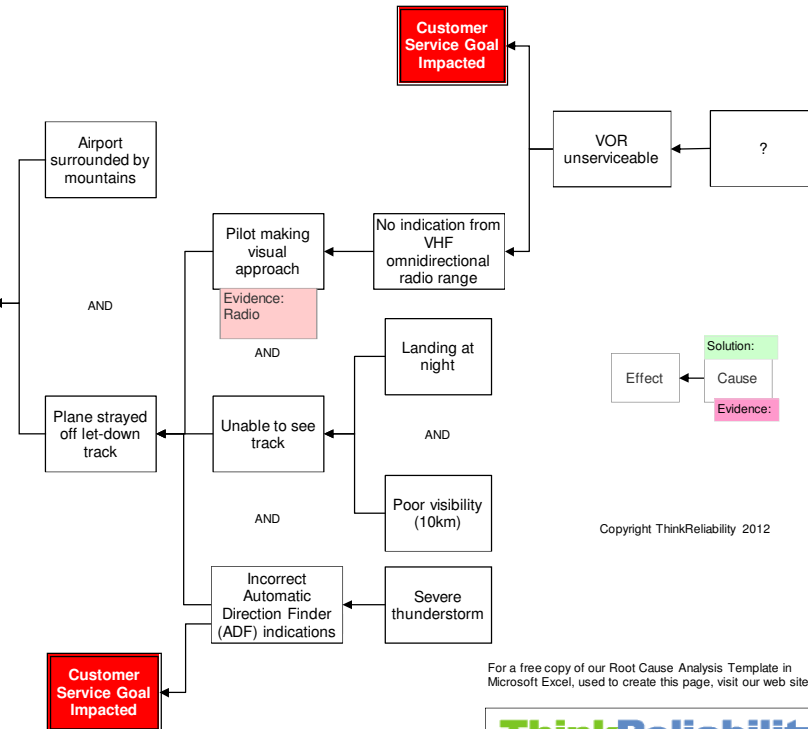 Customer
Service Goal
Impacted
Airport
surrounded by
mountains
VOR
unserviceable
?
Pilot making
visual
approach
No indication from
VHF
omnidirectional
radio range
Evidence:
Radio
AND
AND
Landing at
night
Solution:
Effect
Cause
Evidence:
Plane strayed
off let-down
track
Unable to see
track
AND
Poor visibility
(10km)
AND
Copyright ThinkReliability 2012
Incorrect
Automatic
Direction Finder
(ADF) indications
Severe
thunderstorm
Customer
Service Goal
Impacted
For a free copy of our Root Cause Analysis Template in
Microsoft Excel, used to create this page, visit our web site
ThinkReliability